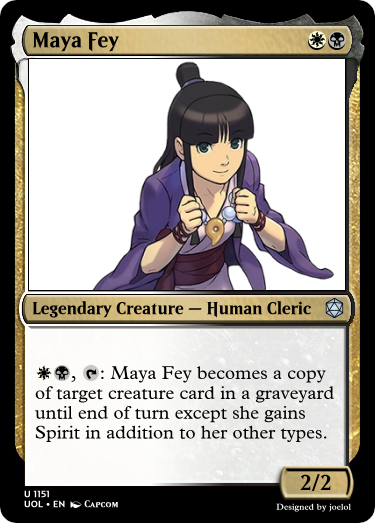 Maya Fey
Legendary Creature — Human Cleric
, : Maya Fey becomes a copy
of target creature card in a graveyard
until end of turn except she gains
Spirit in addition to her other types.
2/2
U 1151
UOL • EN Capcom
Designed by joelol